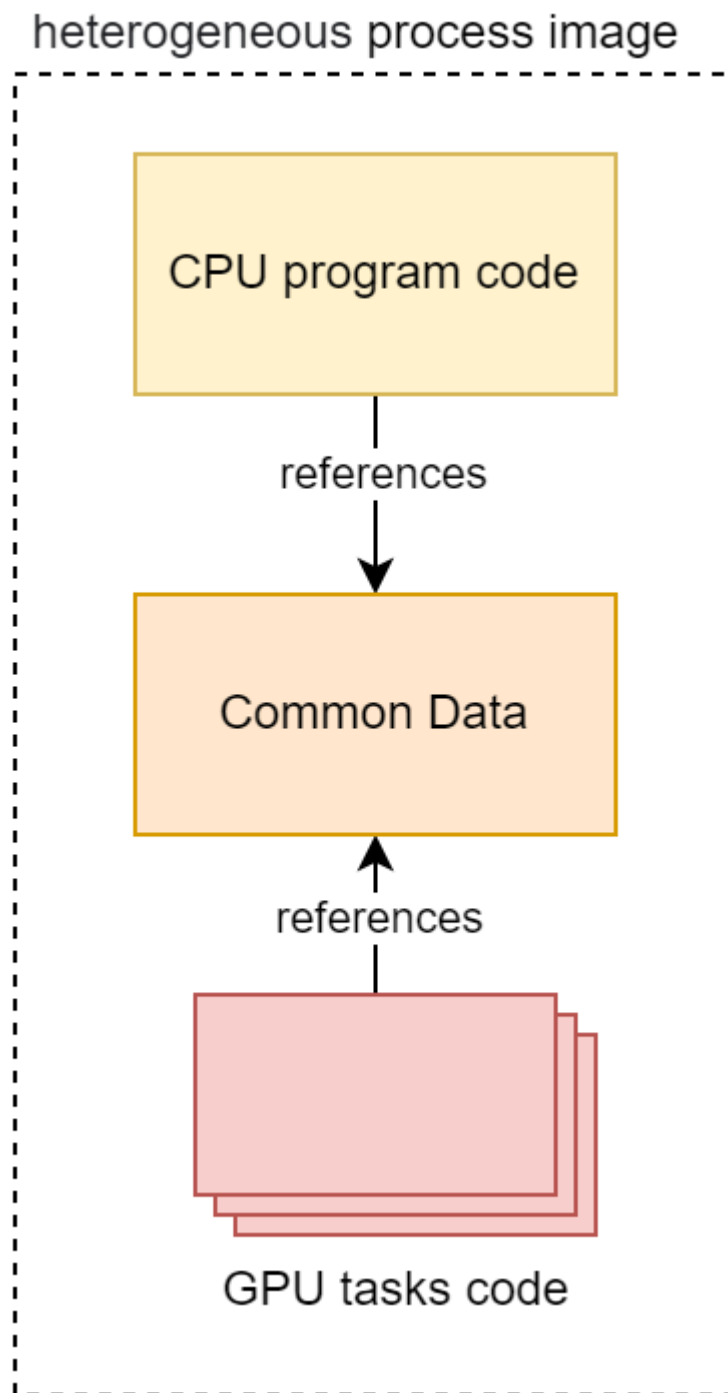 heterogeneous process image
CPU program code
references
Common Data
references
GPU tasks code